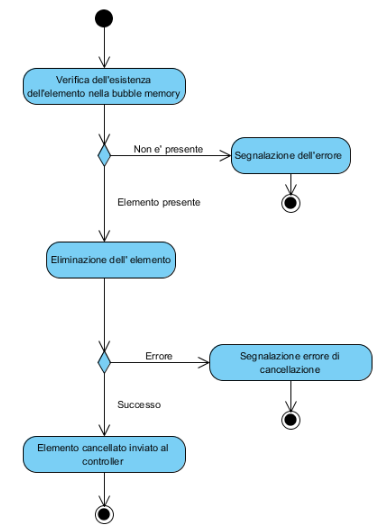 Verifica dell'esistenza
dell'elemento nella bubble memory
Non e' presente
Segnalazione dell'errore
Elemento presente
Eliminazione dell' elemento
Errore
Segnalazione errore di
cancellazione
Successo
Elemento cancellato inviato al
controller